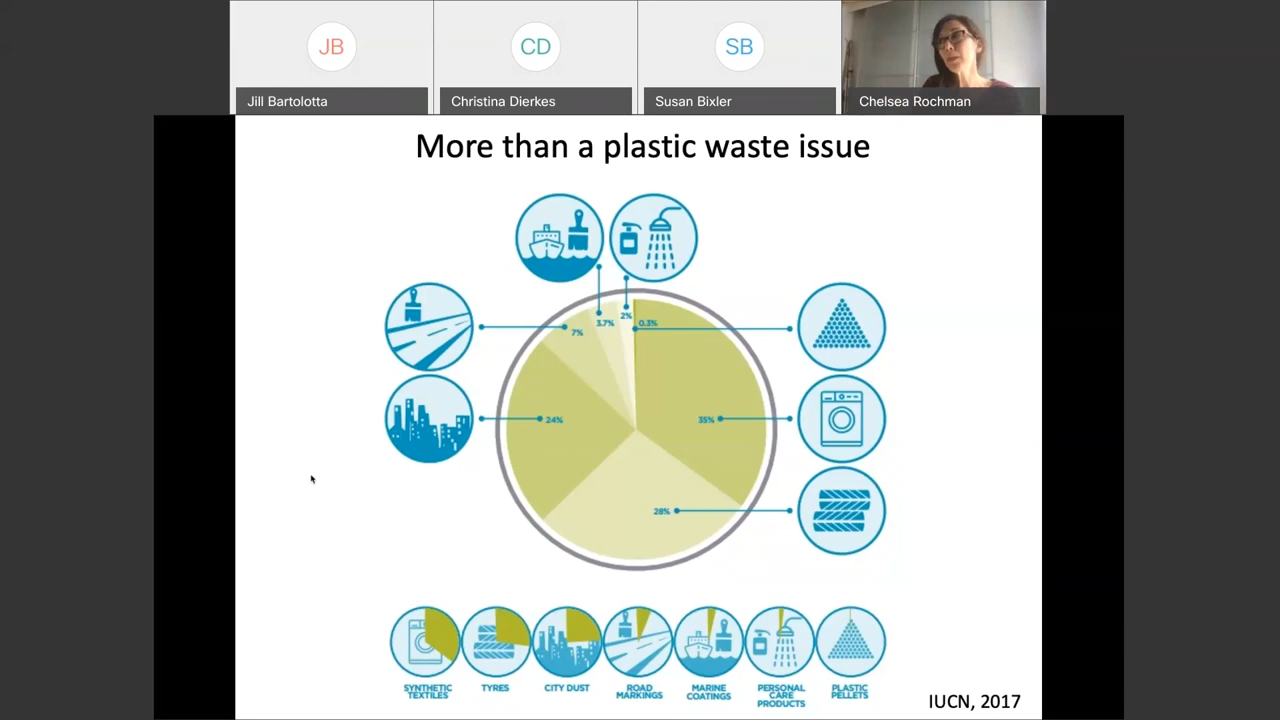 JB
CD
SB
Jill Bartolotta
Christina Dierkes
Susan Bixler
Chelsea Rochman
More than a plastic waste issue
7%
3.7%
2%
0.3%
24%
35%
28%
SYNTHETIC
TEXTILES
TYRES
CITY DUST
ROAD
MARKINGS
MARINE
COATINGS
PERSONAL
CARE
PRODUCTS
PLASTIC
PELLETS
IUCN, 2017